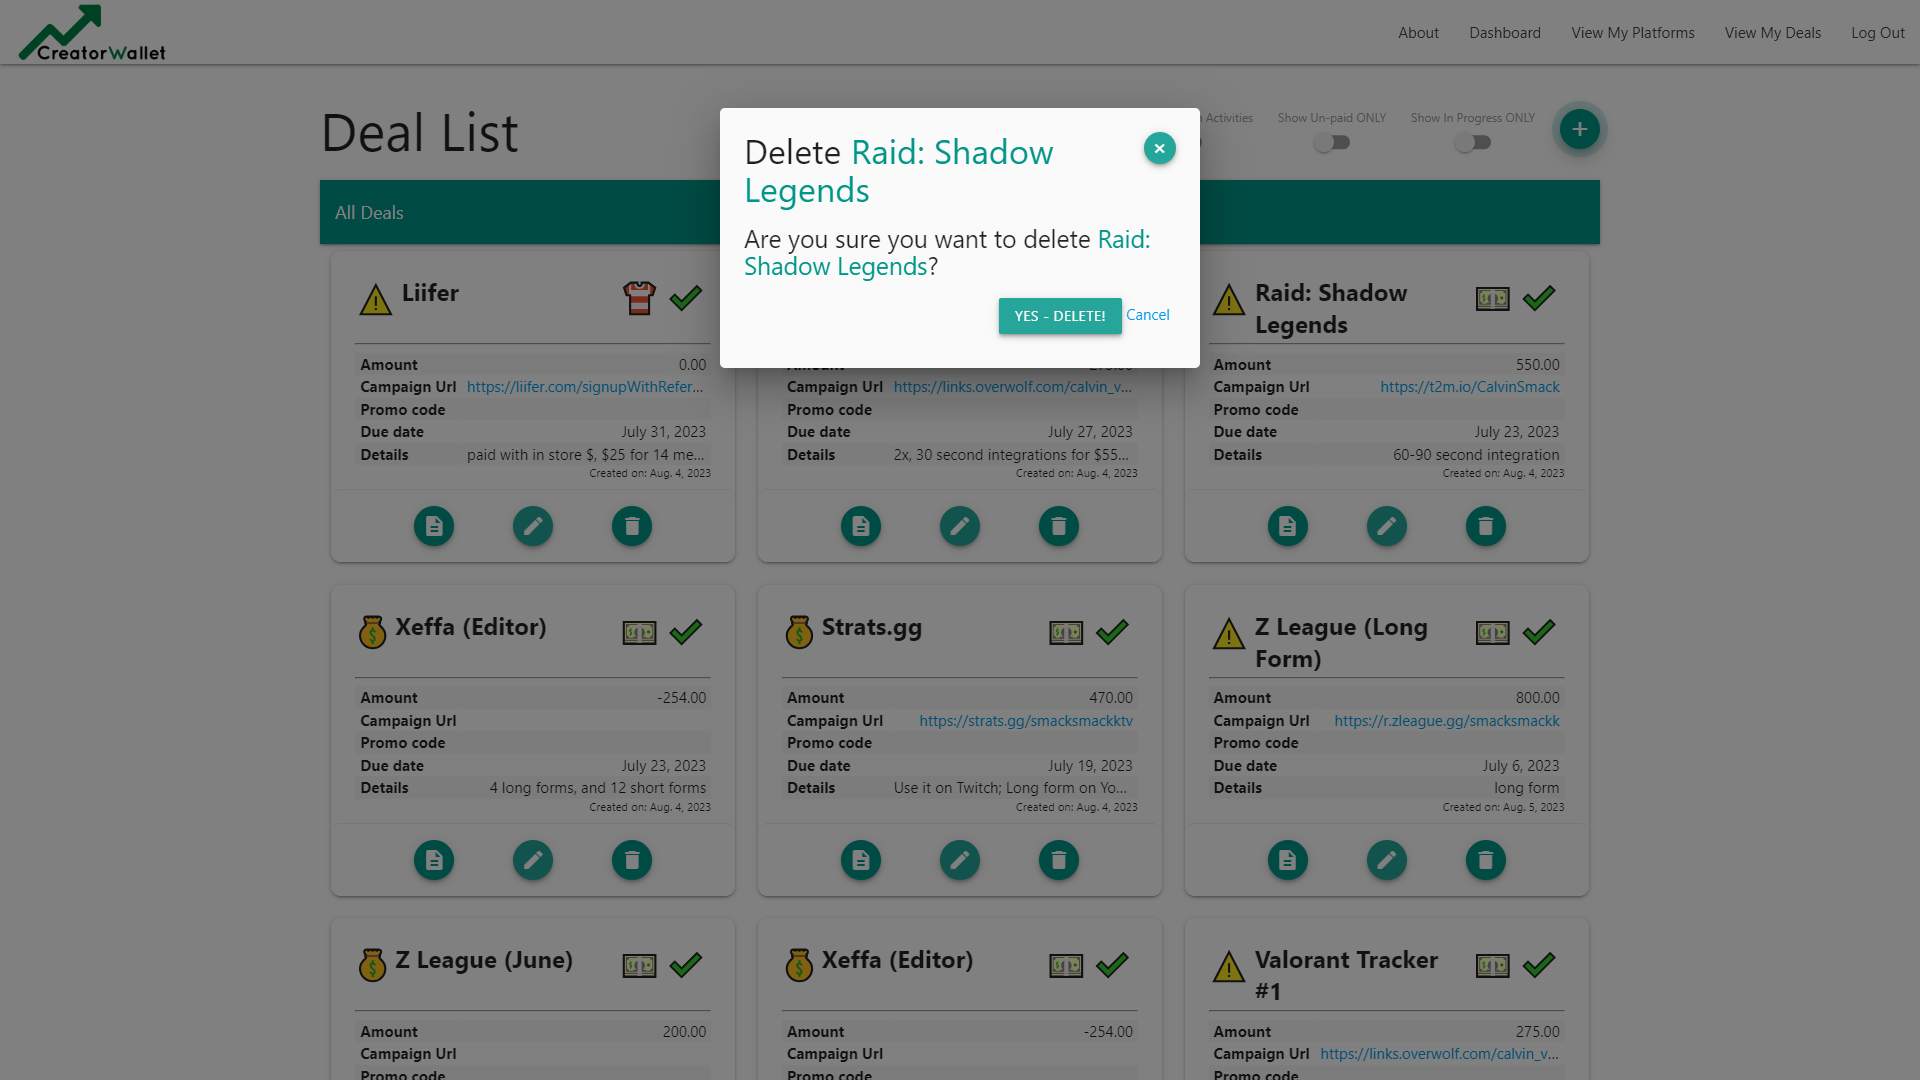 CreatorWallet
About Dashboard View My Platforms View My Deals Log Out
Deal List
Activities Show Un-paid ONLY Show In Progress ONLY
All Deals
Delete Raid: Shadow
Legends
Are you sure you want to delete Raid:
Shadow Legends?
YES - DELETE! Cancel
Liifer
Amount 0.00
Campaign Url https://liifer.com/signupWithRefer...
Promo code
Due date July 31, 2023
Details paid with in store $, $25 for 14 me...
Created on: Aug. 4, 2023
Amount 275.00
Campaign Url https://links.overwolf.com/calvin_v...
Promo code
Due date July 27, 2023
Details 2x, 30 second integrations for $55...
Created on: Aug. 4, 2023
Raid: Shadow
Legends
Amount 550.00
Campaign Url https://t2m.io/CalvinSmack
Promo code
Due date July 23, 2023
Details 60-90 second integration
Created on: Aug. 4, 2023
Xeffa (Editor)
Amount -254.00
Campaign Url
Promo code
Due date July 23, 2023
Details 4 long forms, and 12 short forms
Created on: Aug. 4, 2023
Strats.gg
Amount 470.00
Campaign Url https://strats.gg/smacksmackktv
Promo code
Due date July 19, 2023
Details Use it on Twitch; Long form on Yo...
Created on: Aug. 4, 2023
Z League (Long
Form)
Amount 800.00
Campaign Url https://r.zleague.gg/smacksmackk
Promo code
Due date July 6, 2023
Details long form
Created on: Aug. 5, 2023
Z League (June)
Amount 200.00
Campaign Url
Promo code
Xeffa (Editor)
Amount -254.00
Campaign Url
Promo code
Valorant Tracker
#1
Amount 275.00
Campaign Url https://links.overwolf.com/calvin_v...
Promo code